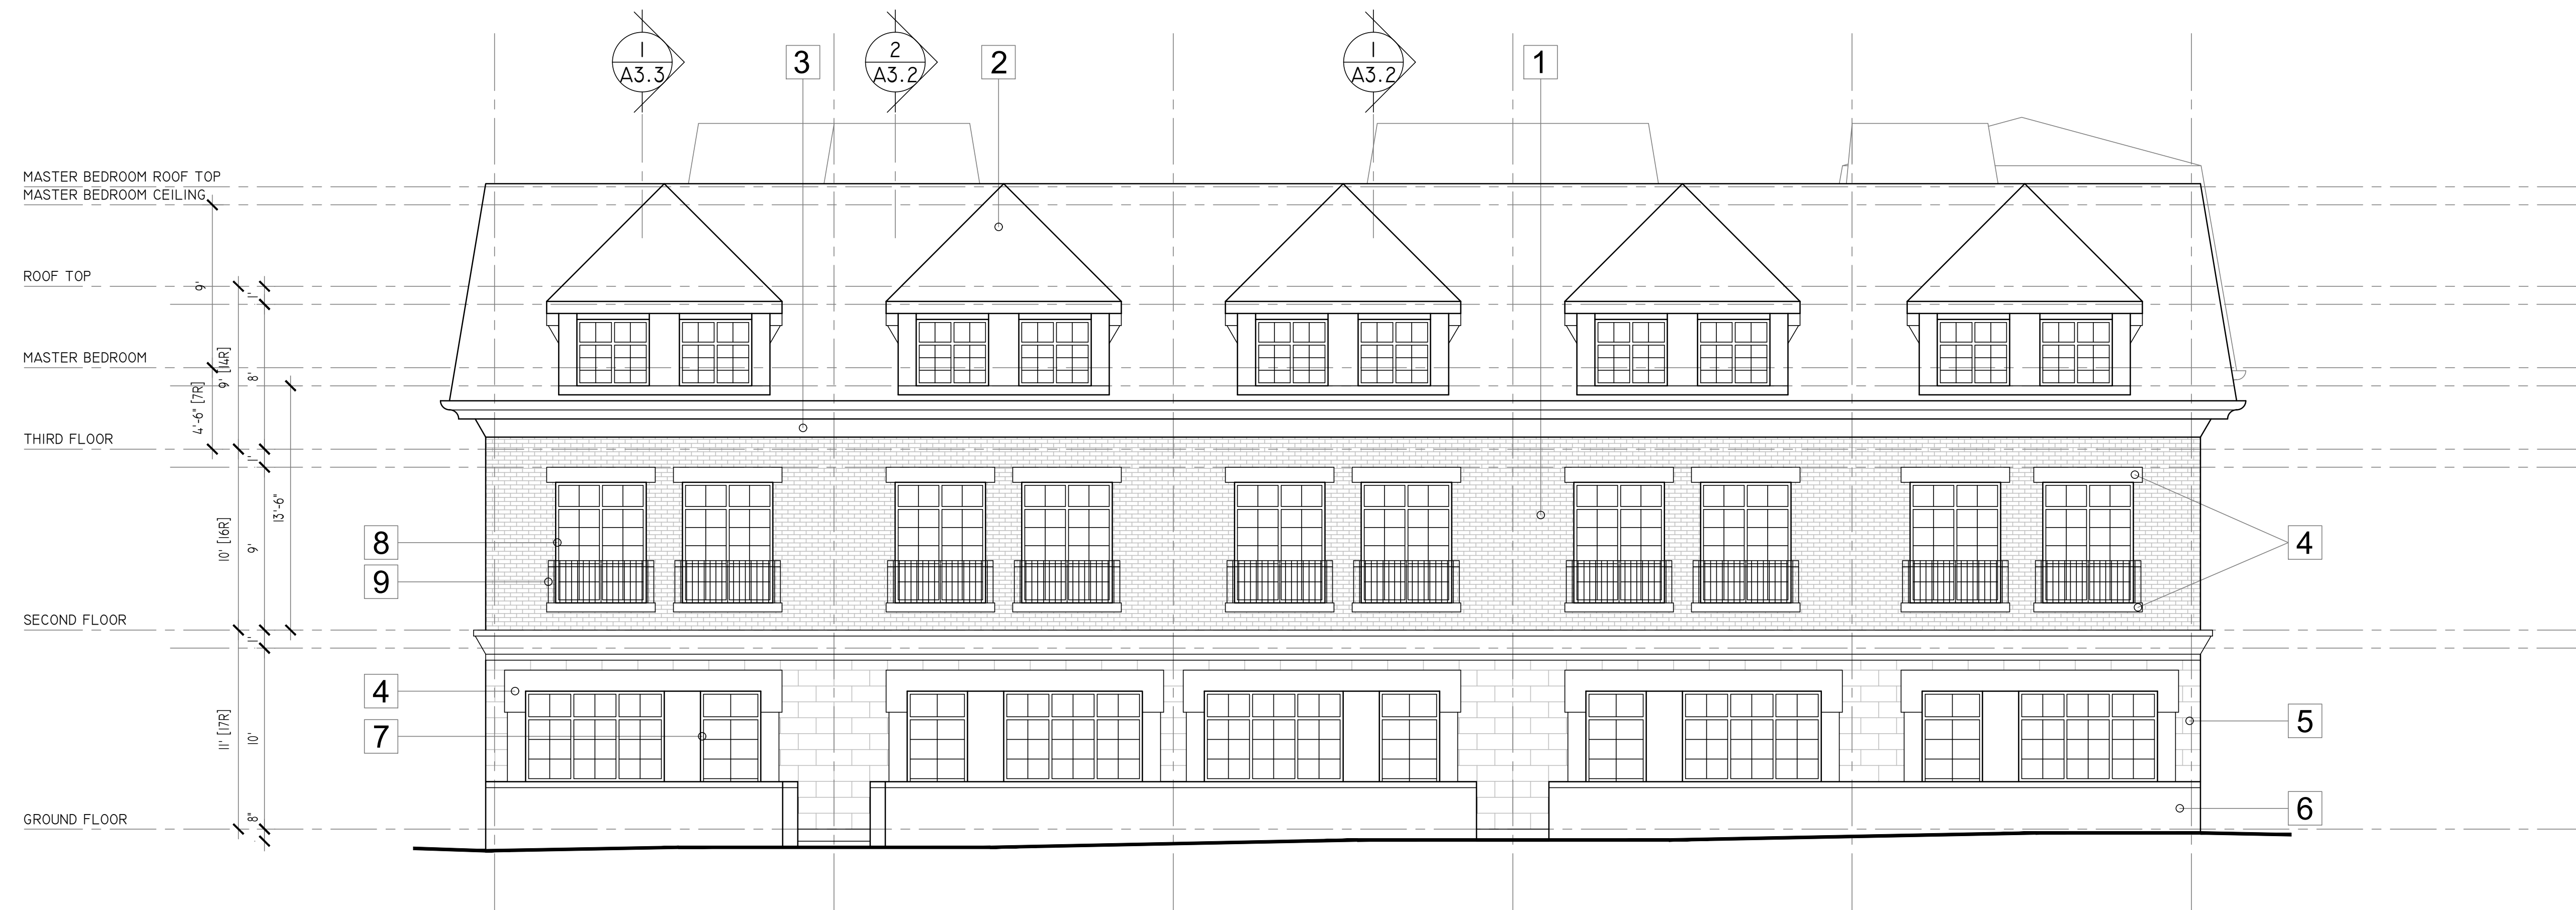 1
A3.3
3
2
A3.2
2
1
A3.2
1
MASTER BEDROOM ROOF TOP
MASTER BEDROOM CEILING
ROOF TOP
9'
1'
MASTER BEDROOM
9' [14R]
8'
4'-6" [7R]
THIRD FLOOR
1'
13'-6"
10' [16R]
9'
8
4
9
SECOND FLOOR
1'
4
7
5
11' [17R]
10'
6
GROUND FLOOR
8"